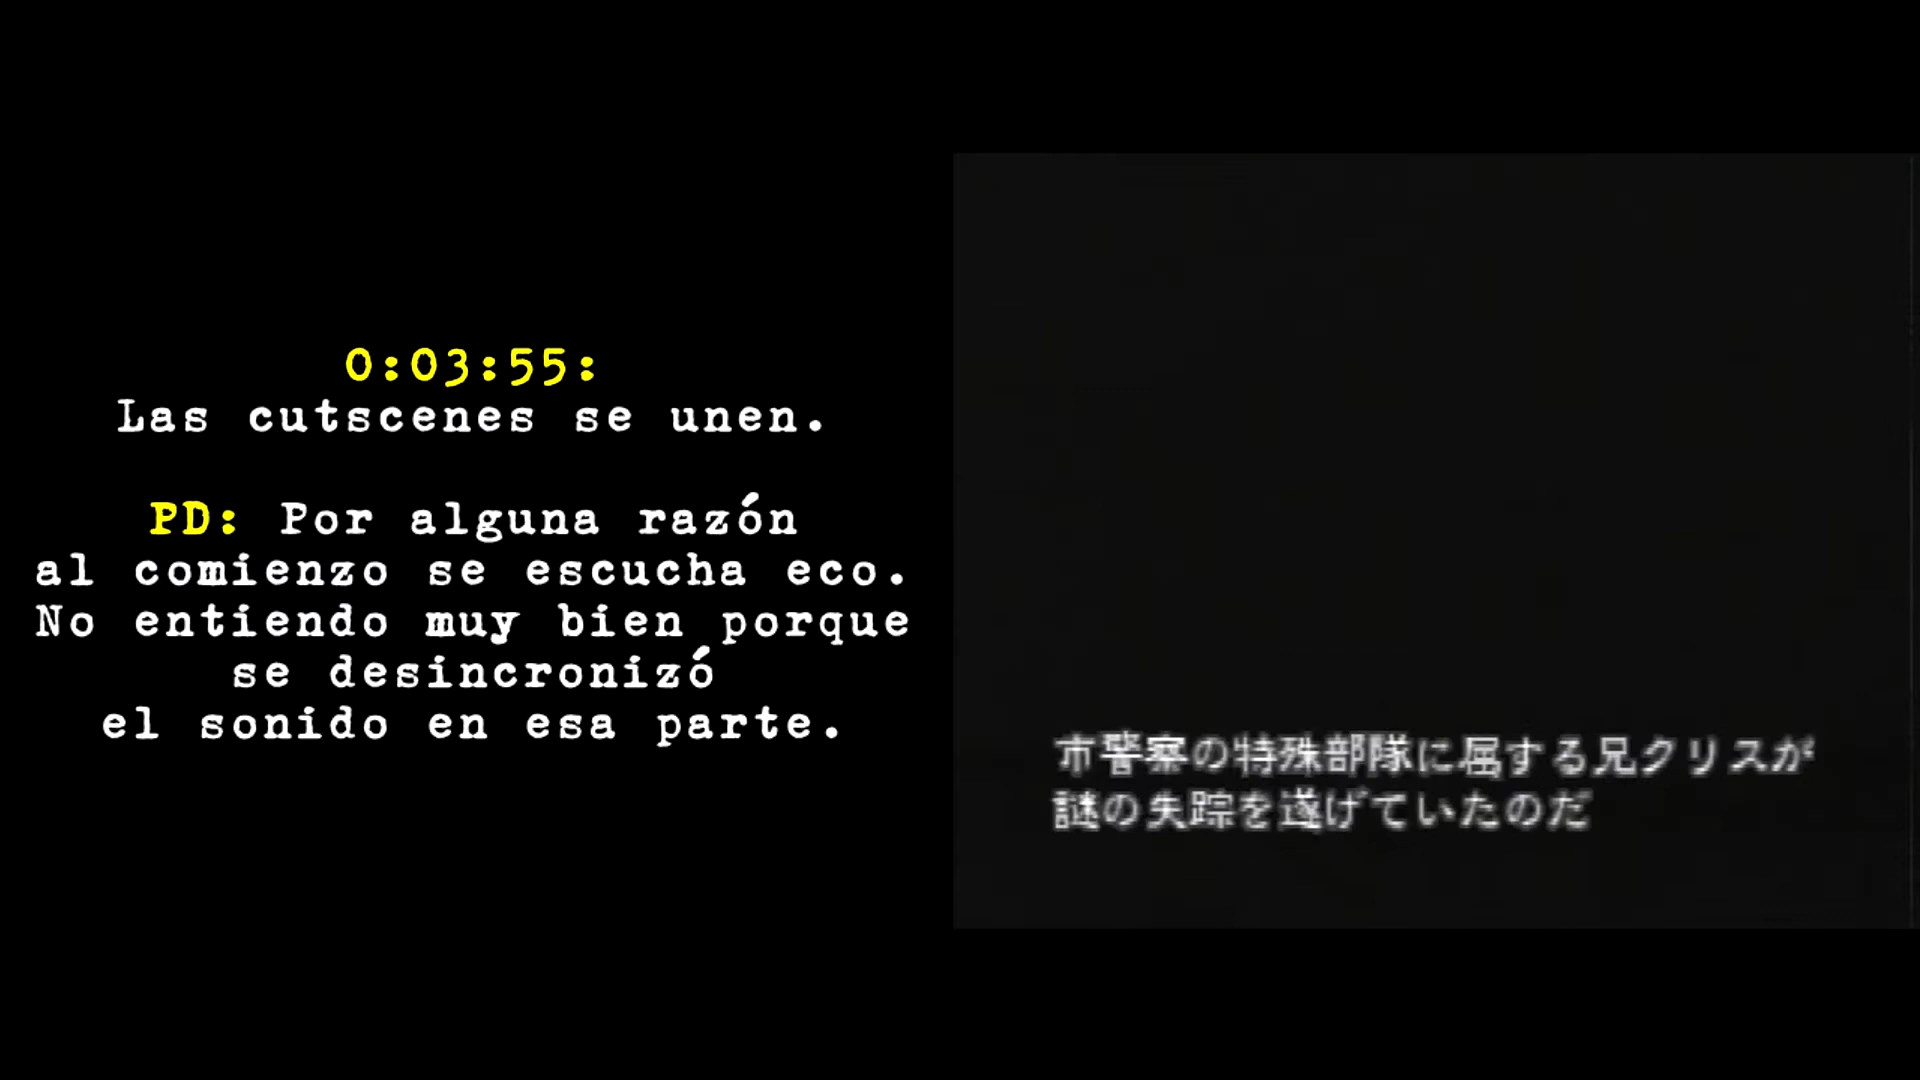 0:03:55:
Las cutscenes se unen.
PD: Por alguna razón
al comienzo se escucha eco.
No entiendo muy bien porque
se desincronizó
el sonido en esa parte.
市警察の特殊部隊に属する兄クリスが
謎の失踪を遂げていたのだ